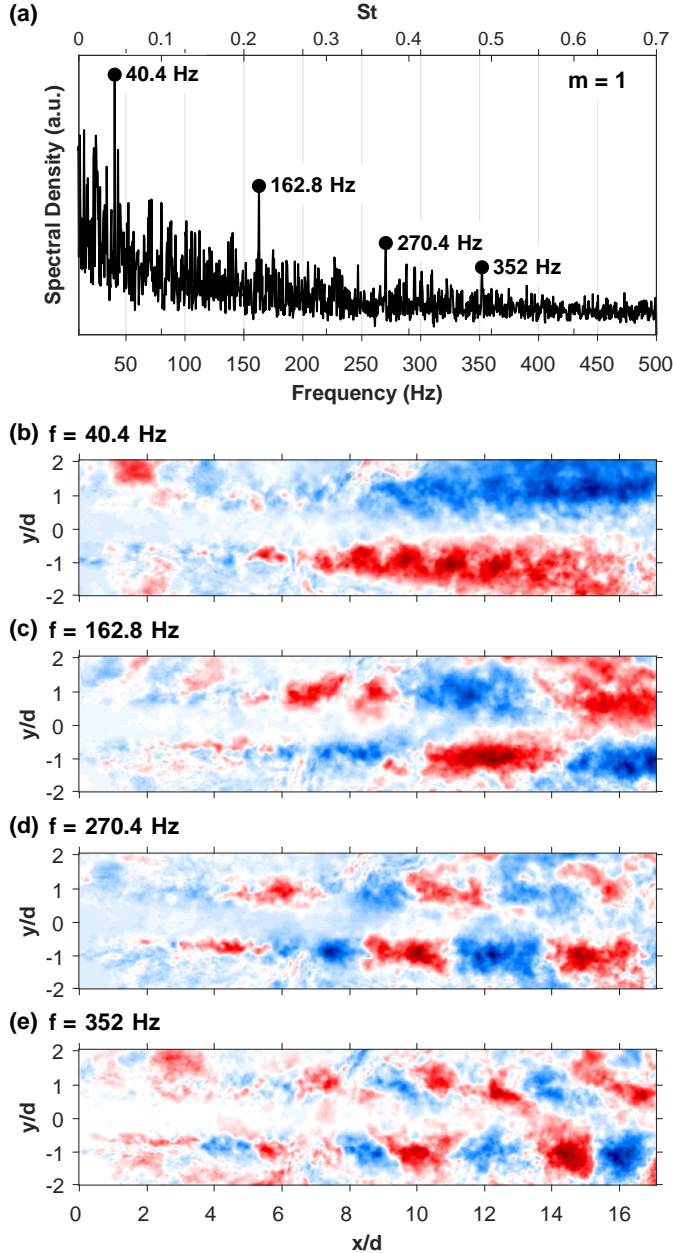 (a)
St
0 0.1 0.2 0.3 0.4 0.5 0.6 0.7
m = 1
40.4 Hz
162.8 Hz
270.4 Hz
352 Hz
Spectral Density (a.u.)
50 100 150 200 250 300 350 400 450 500
Frequency (Hz)
(b) f = 40.4 Hz
2
1
0
-1
-2
y/d
(c) f = 162.8 Hz
2
1
0
-1
-2
y/d
(d) f = 270.4 Hz
2
1
0
-1
-2
y/d
(e) f = 352 Hz
2
1
0
-1
-2
y/d
0 2 4 6 8 10 12 14 16
x/d